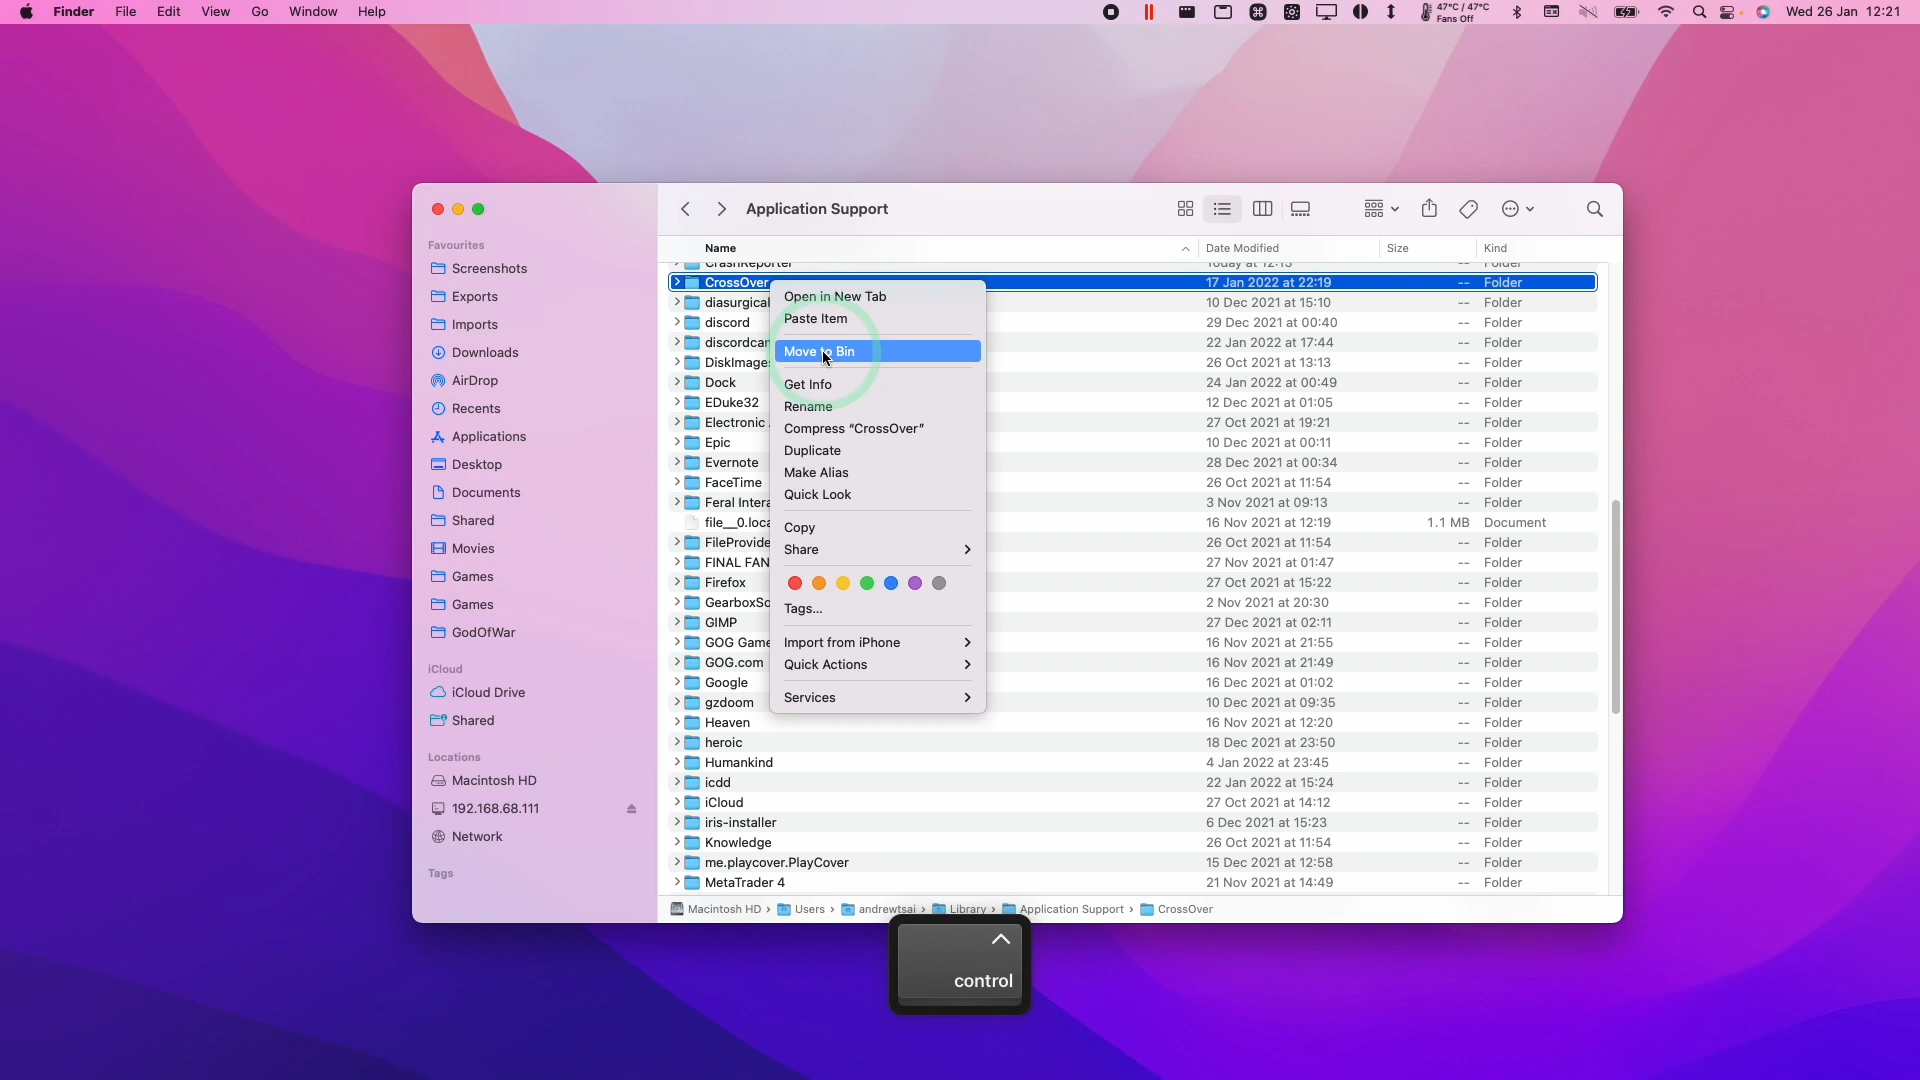 Finder File Edit View Go Window Help
47°C / 47°C
Fans Off
Wed 26 Jan 12:21
Application Support
Favourites
Screenshots
Exports
Imports
Downloads
AirDrop
Recents
Applications
Desktop
Documents
Shared
Movies
Games
Games
GodOfWar
iCloud
iCloud Drive
Shared
Locations
Macintosh HD
192.168.68.111
Network
Tags
Name Date Modified Size Kind
CrashReporter Today at 12:13 -- Folder
CrossOver 17 Jan 2022 at 22:19 -- Folder
diasurgical 10 Dec 2021 at 15:10 -- Folder
discord 29 Dec 2021 at 00:40 -- Folder
discordcan 22 Jan 2022 at 17:44 -- Folder
DiskImages 26 Oct 2021 at 13:13 -- Folder
Dock 24 Jan 2022 at 00:49 -- Folder
EDuke32 12 Dec 2021 at 01:05 -- Folder
Electronic 27 Oct 2021 at 19:21 -- Folder
Epic 10 Dec 2021 at 00:11 -- Folder
Evernote 28 Dec 2021 at 00:34 -- Folder
FaceTime 26 Oct 2021 at 11:54 -- Folder
Feral Intera 3 Nov 2021 at 09:13 -- Folder
file__0.loca 16 Nov 2021 at 12:19 1.1 MB Document
FileProvide 26 Oct 2021 at 11:54 -- Folder
FINAL FAN 27 Nov 2021 at 01:47 -- Folder
Firefox 27 Oct 2021 at 15:22 -- Folder
GearboxSo 2 Nov 2021 at 20:30 -- Folder
GIMP 27 Dec 2021 at 02:11 -- Folder
GOG Game 16 Nov 2021 at 21:55 -- Folder
GOG.com 16 Nov 2021 at 21:49 -- Folder
Google 16 Dec 2021 at 01:02 -- Folder
gzdoom 10 Dec 2021 at 09:35 -- Folder
Heaven 16 Nov 2021 at 12:20 -- Folder
heroic 18 Dec 2021 at 23:50 -- Folder
Humankind 4 Jan 2022 at 23:45 -- Folder
icdd 22 Jan 2022 at 15:24 -- Folder
iCloud 27 Oct 2021 at 14:12 -- Folder
iris-installer 6 Dec 2021 at 15:23 -- Folder
Knowledge 26 Oct 2021 at 11:54 -- Folder
me.playcover.PlayCover 15 Dec 2021 at 12:58 -- Folder
MetaTrader 4 21 Nov 2021 at 14:49 -- Folder
Open in New Tab
Paste Item
Move to Bin
Get Info
Rename
Compress "CrossOver"
Duplicate
Make Alias
Quick Look
Copy
Share
Tags...
Import from iPhone
Quick Actions
Services
Macintosh HD › Users › andrewtsai › Library › Application Support › CrossOver
control